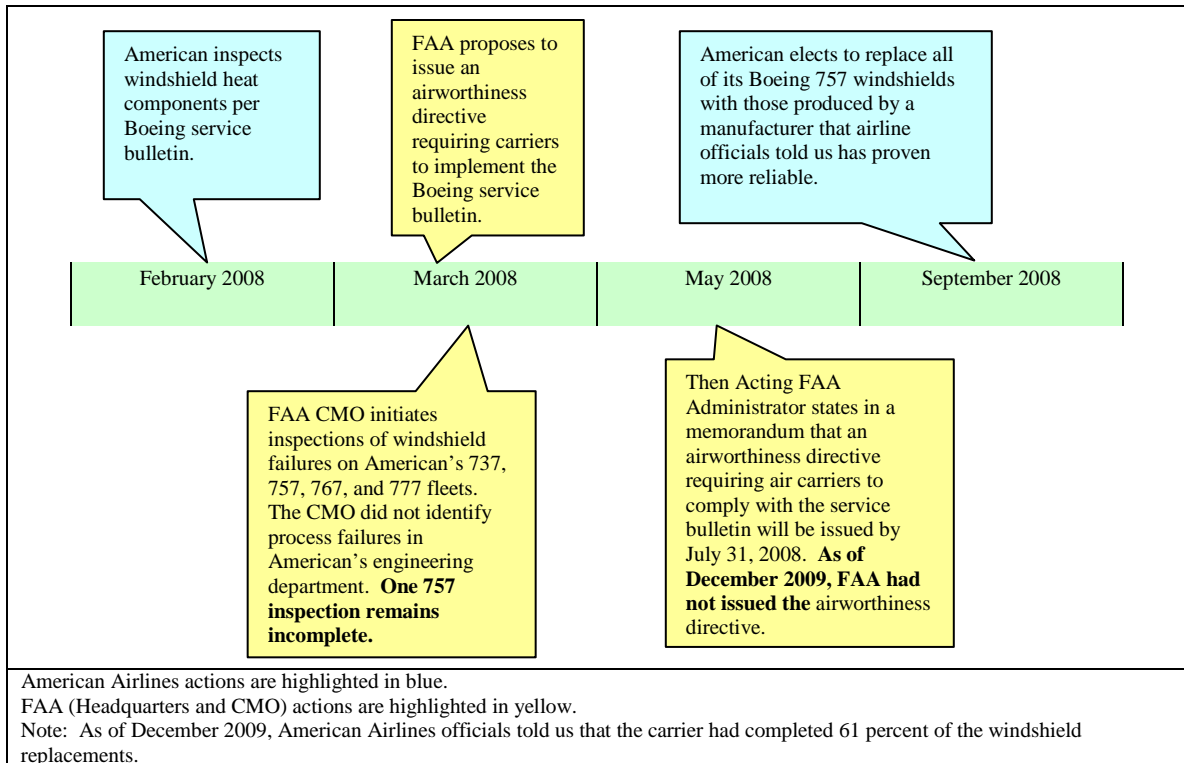 American inspects
windshield heat
components per
Boeing service
bulletin.
FAA proposes to
issue an
airworthiness
directive
requiring carriers
to implement the
Boeing service
bulletin.
American elects to replace all
of its Boeing 757 windshields
with those produced by a
manufacturer that airline
officials told us has proven
more reliable.
February 2008
March 2008
May 2008
September 2008
FAA CMO initiates
inspections of windshield
failures on American’s 737,
757, 767, and 777 fleets.
The CMO did not identify
process failures in
American’s engineering
department. One 757
inspection remains
incomplete.
Then Acting FAA
Administrator states in a
memorandum that an
airworthiness directive
requiring air carriers to
comply with the service
bulletin will be issued by
July 31, 2008. As of
December 2009, FAA had
not issued the airworthiness
directive.
American Airlines actions are highlighted in blue.
FAA (Headquarters and CMO) actions are highlighted in yellow.
Note: As of December 2009, American Airlines officials told us that the carrier had completed 61 percent of the windshield
replacements.